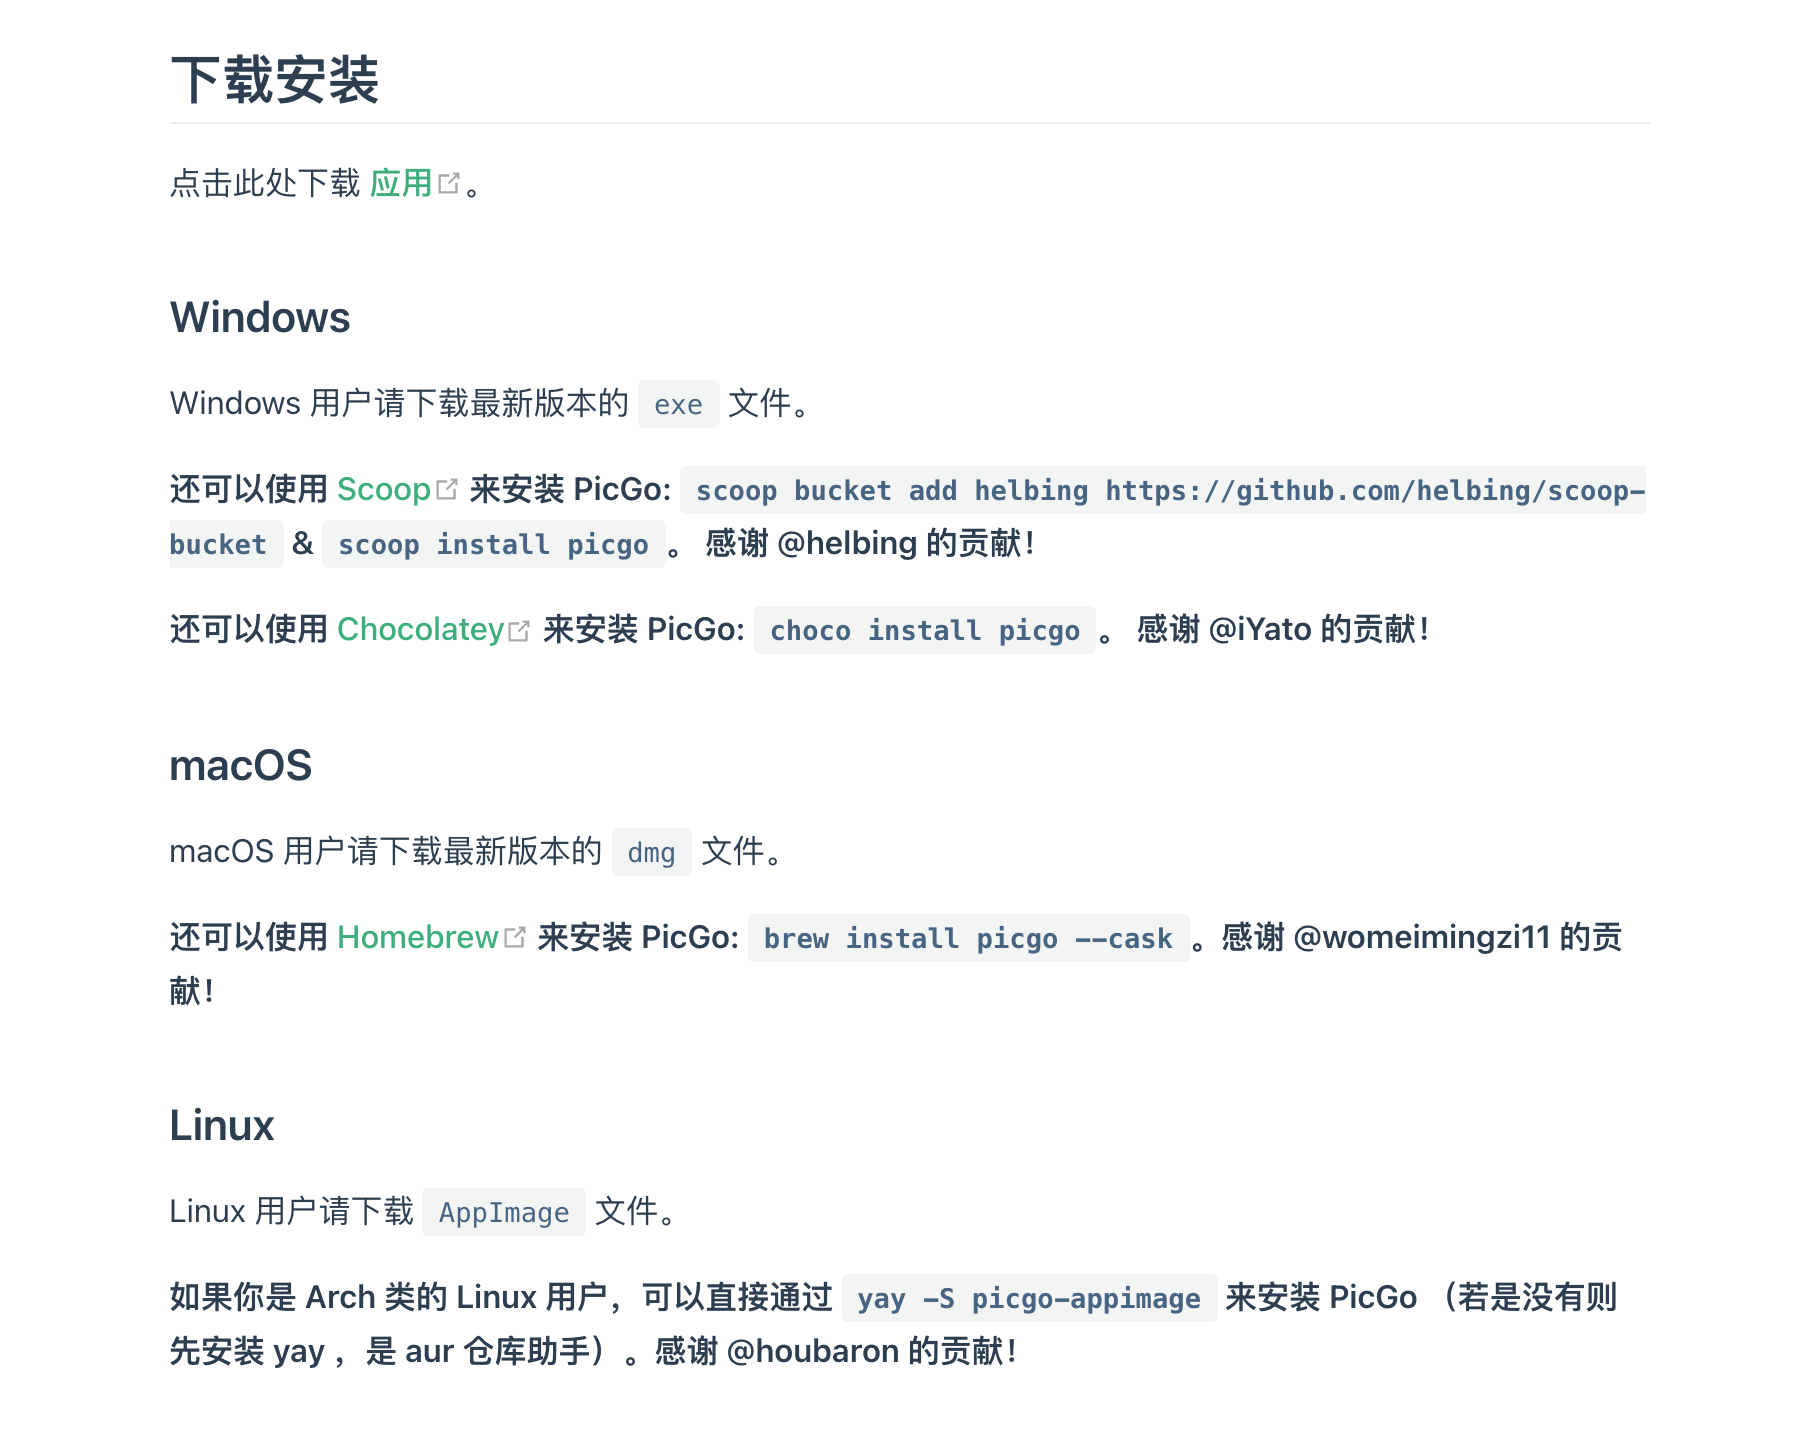 下载安装
点击此处下载 应用。
Windows
Windows 用户请下载最新版本的 exe 文件。
还可以使用 Scoop 来安装 PicGo: scoop bucket add helbing https://github.com/helbing/scoop-
bucket & scoop install picgo 。 感谢 @helbing 的贡献！
还可以使用 Chocolatey 来安装 PicGo: choco install picgo 。 感谢 @iYato 的贡献！
macOS
macOS 用户请下载最新版本的 dmg 文件。
还可以使用 Homebrew 来安装 PicGo: brew install picgo --cask 。感谢 @womeimingzi11 的贡
献！
Linux
Linux 用户请下载 AppImage 文件。
如果你是 Arch 类的 Linux 用户，可以直接通过 yay -S picgo-appimage 来安装 PicGo （若是没有则
先安装 yay ，是 aur 仓库助手）。感谢 @houbaron 的贡献！